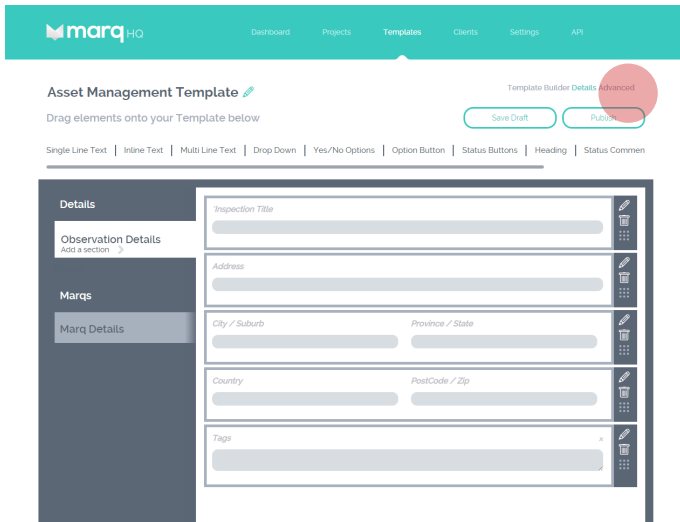 marq HQ
Dashboard Projects Templates Clients Settings API
Template Builder Details Advanced
Asset Management Template
Drag elements onto your Template below
Save Draft Publish
Single Line Text | Inline Text | Multi Line Text | Drop Down | Yes/No Options | Option Button | Status Buttons | Heading | Status Commen
Details
Observation Details
Add a section
Marqs
Marq Details
*Inspection Title
Address
City / Suburb Province / State
Country PostCode / Zip
Tags x